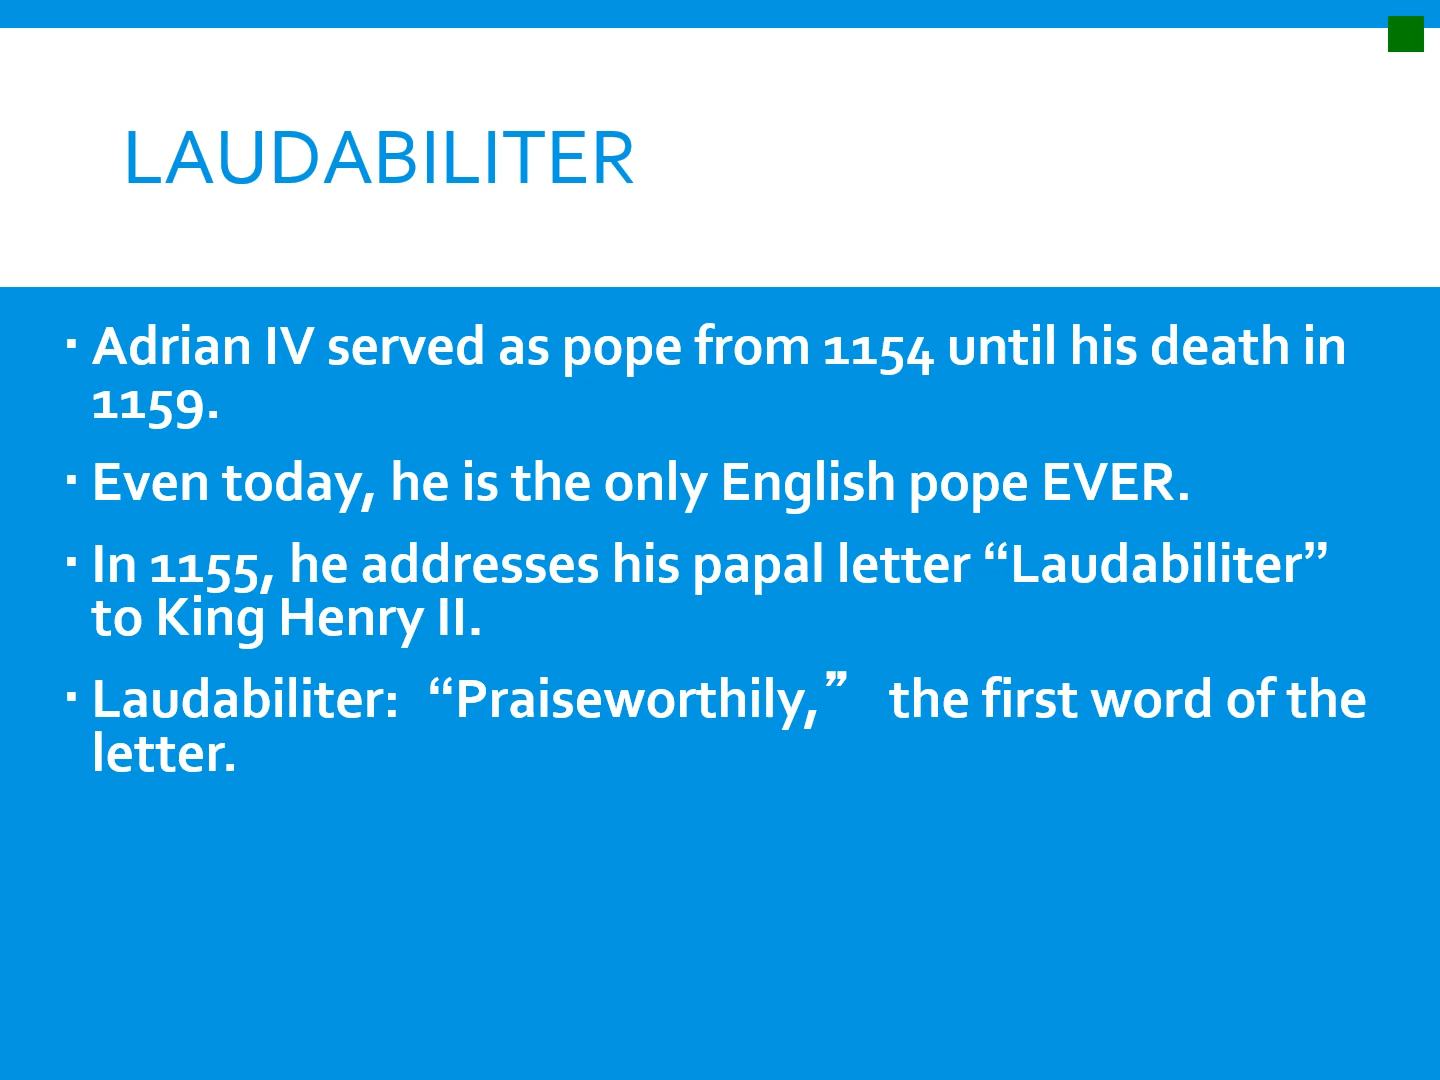 LAUDABILITER
▪ Adrian IV served as pope from 1154 until his death in
1159.
▪ Even today, he is the only English pope EVER.
▪ In 1155, he addresses his papal letter “Laudabiliter”
to King Henry II.
▪ Laudabiliter: “Praiseworthily,” the first word of the
letter.